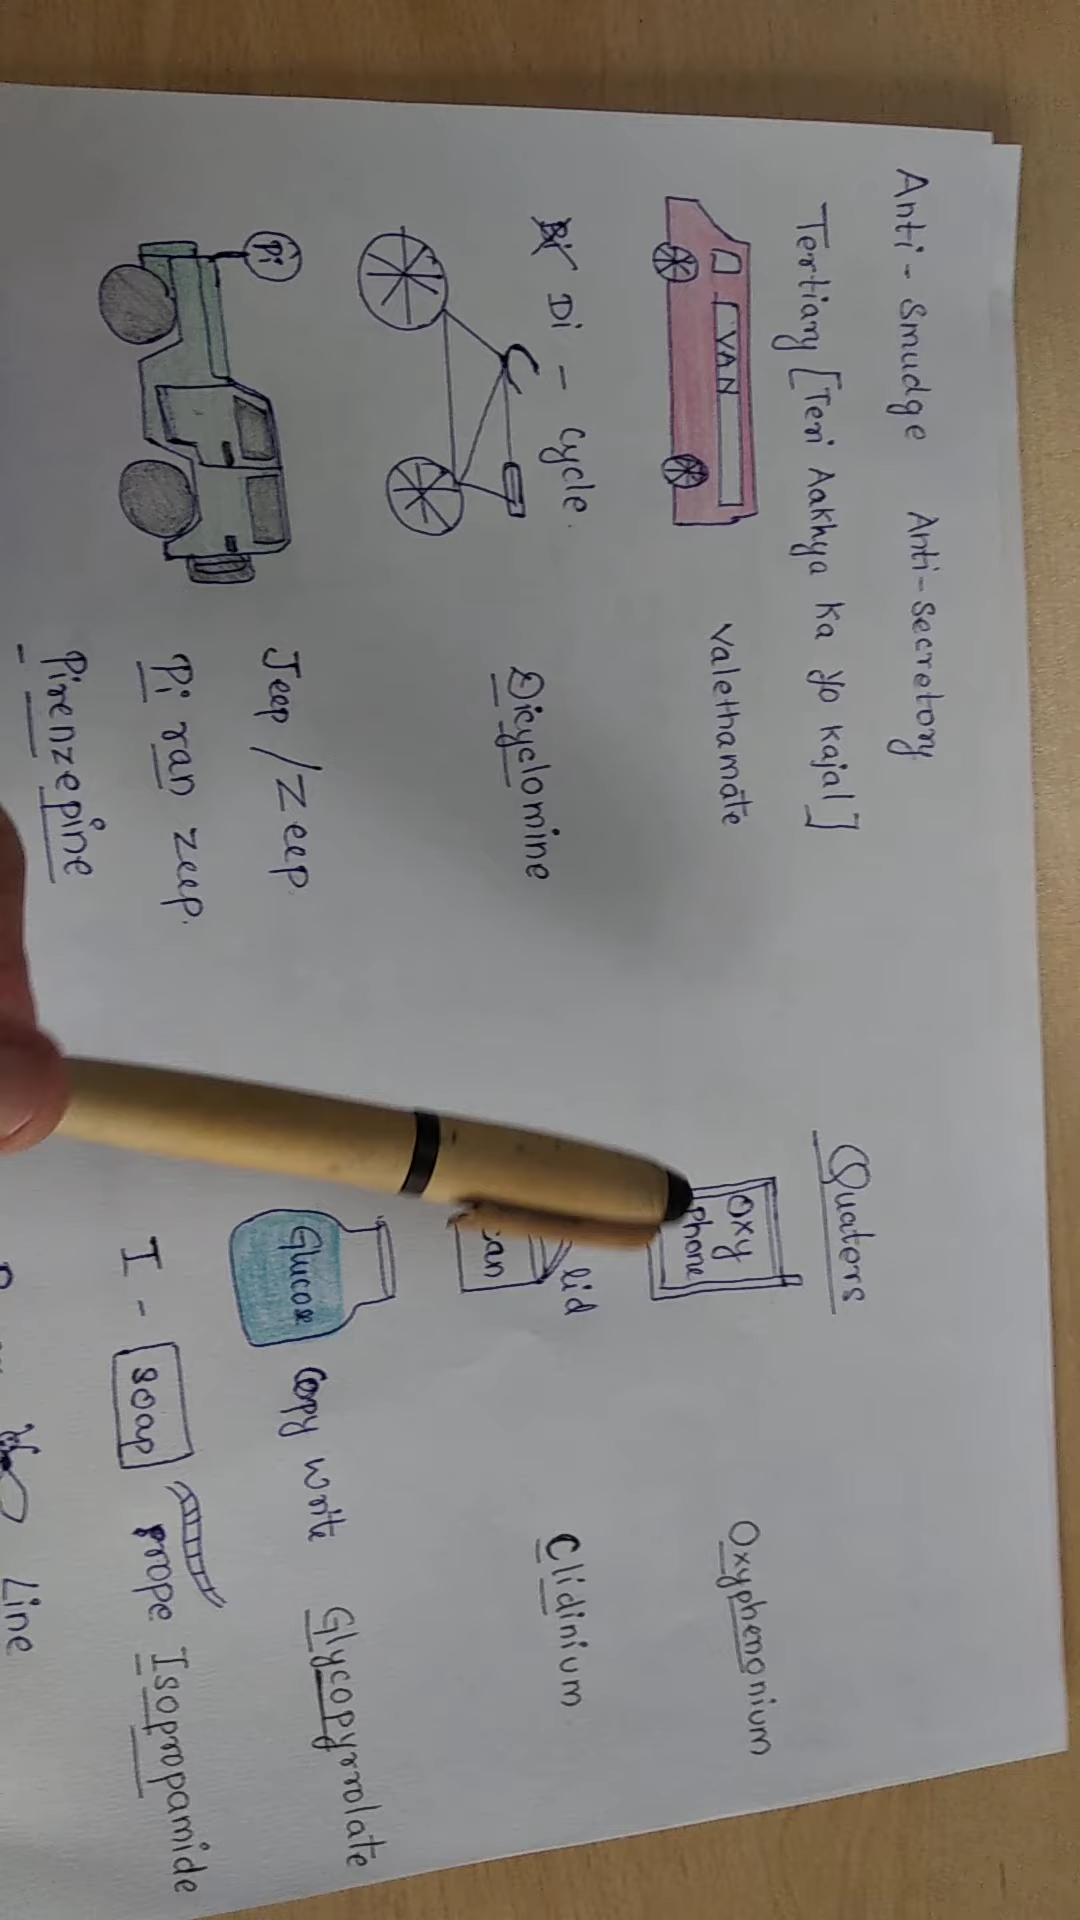 Anti-Smudge Anti-Secretory
Tertiary [Teri Aakhya ka yo kajal]
VAN
Valethamate
Di-cycle.
Dicyclomine
Pi
Jeep/Zeep.
Pi ran zeep.
Pirenzepine
Quaters
Oxy
phone
Oxyphenonium
lid
Clidinium
Glucose copy write Glycopyrrolate
I-soap prope Isopropamide
Line